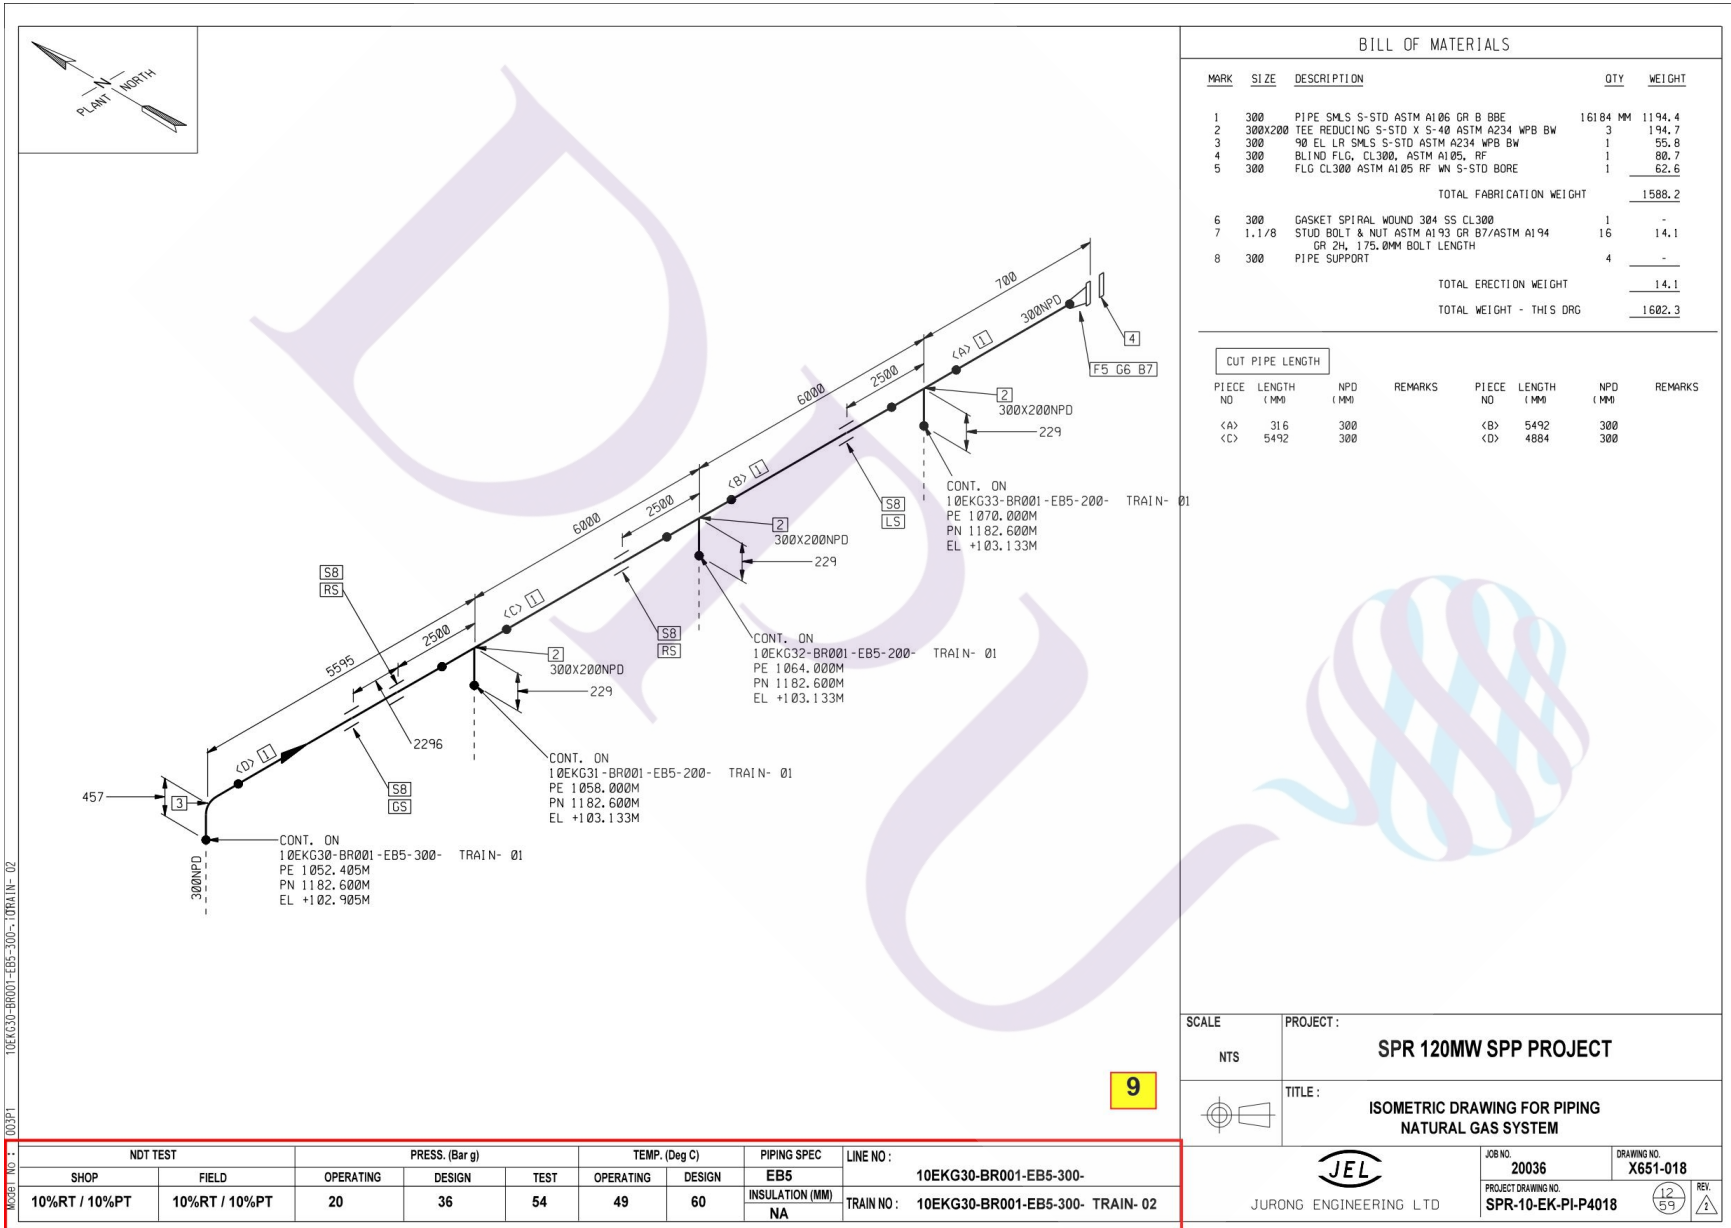 N
PLANT NORTH
BILL OF MATERIALS
MARK SIZE DESCRIPTION QTY WEIGHT
1 300 PIPE SMLS S-STD ASTM A106 GR B BBE 16184 MM 1194.4
2 300X200 TEE REDUCING S-STD X S-40 ASTM A234 WPB BW 3 194.7
3 300 90 EL LR SMLS S-STD ASTM A234 WPB BW 1 55.8
4 300 BLIND FLG, CL300, ASTM A105, RF 1 80.7
5 300 FLG CL300 ASTM A105 RF WN S-STD BORE 1 62.6
TOTAL FABRICATION WEIGHT 1588.2
6 300 GASKET SPIRAL WOUND 304 SS CL300 1 -
7 1.1/8 STUD BOLT & NUT ASTM A193 GR B7/ASTM A194 16 14.1
GR 2H, 175.0MM BOLT LENGTH
8 300 PIPE SUPPORT 4 -
TOTAL ERECTION WEIGHT 14.1
TOTAL WEIGHT - THIS DRG 1602.3
CUT PIPE LENGTH
PIECE LENGTH NPD REMARKS PIECE LENGTH NPD REMARKS
NO (MM) (MM) NO (MM) (MM)
<A> 316 300 <B> 5492 300
<C> 5492 300 <D> 4884 300
700
300NPD
<A> 1
4
F5 G6 B7
6000
2500
2
300X200NPD
229
<B> 1
CONT. ON
10EKG33-BR001-EB5-200- TRAIN- 01
PE 1070.000M
PN 1182.600M
EL +103.133M
S8
LS
6000
2500
2
300X200NPD
229
S8
RS
<C> 1
S8
RS
CONT. ON
10EKG32-BR001-EB5-200- TRAIN- 01
PE 1064.000M
PN 1182.600M
EL +103.133M
5595
2500
2
300X200NPD
229
2296
<D> 1
S8
GS
CONT. ON
10EKG31-BR001-EB5-200- TRAIN- 01
PE 1058.000M
PN 1182.600M
EL +103.133M
457
3
300NPD
CONT. ON
10EKG30-BR001-EB5-300- TRAIN- 01
PE 1052.405M
PN 1182.600M
EL +102.905M
DPU
9
SCALE
NTS
PROJECT :
SPR 120MW SPP PROJECT
TITLE :
ISOMETRIC DRAWING FOR PIPING
NATURAL GAS SYSTEM
JEL
JURONG ENGINEERING LTD
JOB NO.
20036
DRAWING NO.
X651-018
PROJECT DRAWING NO.
SPR-10-EK-PI-P4018
12
59
REV.
2
NDT TEST PRESS. (Bar g) TEMP. (Deg C) PIPING SPEC LINE NO :
SHOP FIELD OPERATING DESIGN TEST OPERATING DESIGN EB5 10EKG30-BR001-EB5-300-
10%RT / 10%PT 10%RT / 10%PT 20 36 54 49 60 INSULATION (MM) TRAIN NO : 10EKG30-BR001-EB5-300- TRAIN- 02
NA
Model No : 003P1